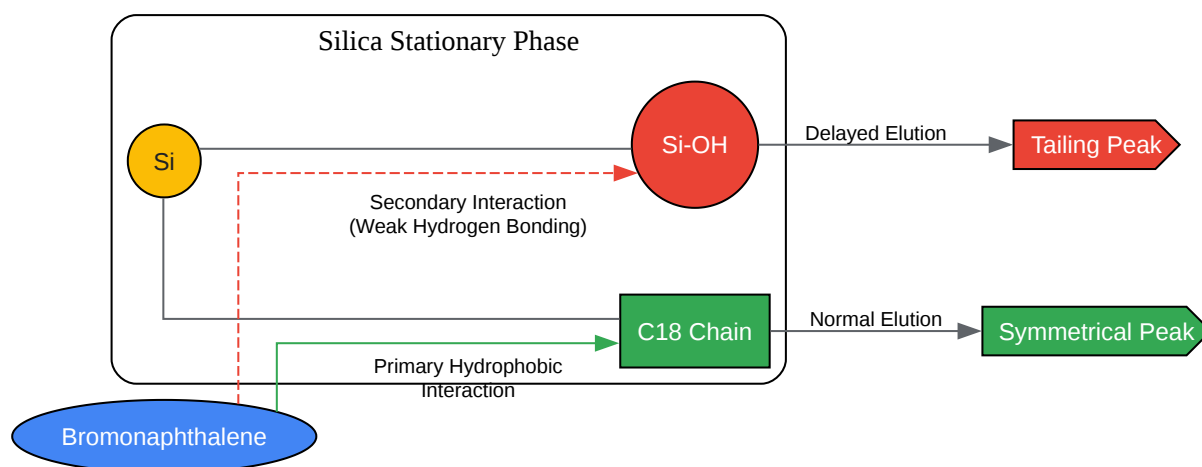 Silica Stationary Phase
Si
Si-OH
Delayed Elution
Tailing Peak
Secondary Interaction
(Weak Hydrogen Bonding)
C18 Chain
Normal Elution
Symmetrical Peak
Primary Hydrophobic
Interaction
Bromonaphthalene